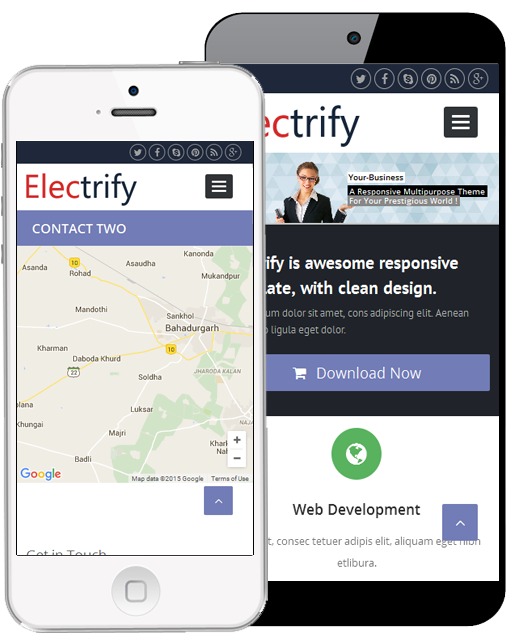 Electrify
CONTACT TWO
Kanonda
Asanda
Rohad
Asaudha
Mukandpur
10
Mandothi
Sankhol
Bahadurgarh
Kharman
Daboda Khurd
10
22
Soldha
JHARODA KALAN
Luksar
Khungai
Majri
Badli
+
-
Google
Map data ©2015 Google
Terms of Use
Get in Touch
ectrify
Your-Business
A Responsive Multipurpose Theme
For Your Prestigious World !
rify is awesome responsive
late, with clean design.
um dolor sit amet, cons adipiscing elit. Aenean
o ligula eget dolor.
Download Now
Web Development
t, consec tetuer adipis elit, aliquam eget nibh
etlibura.